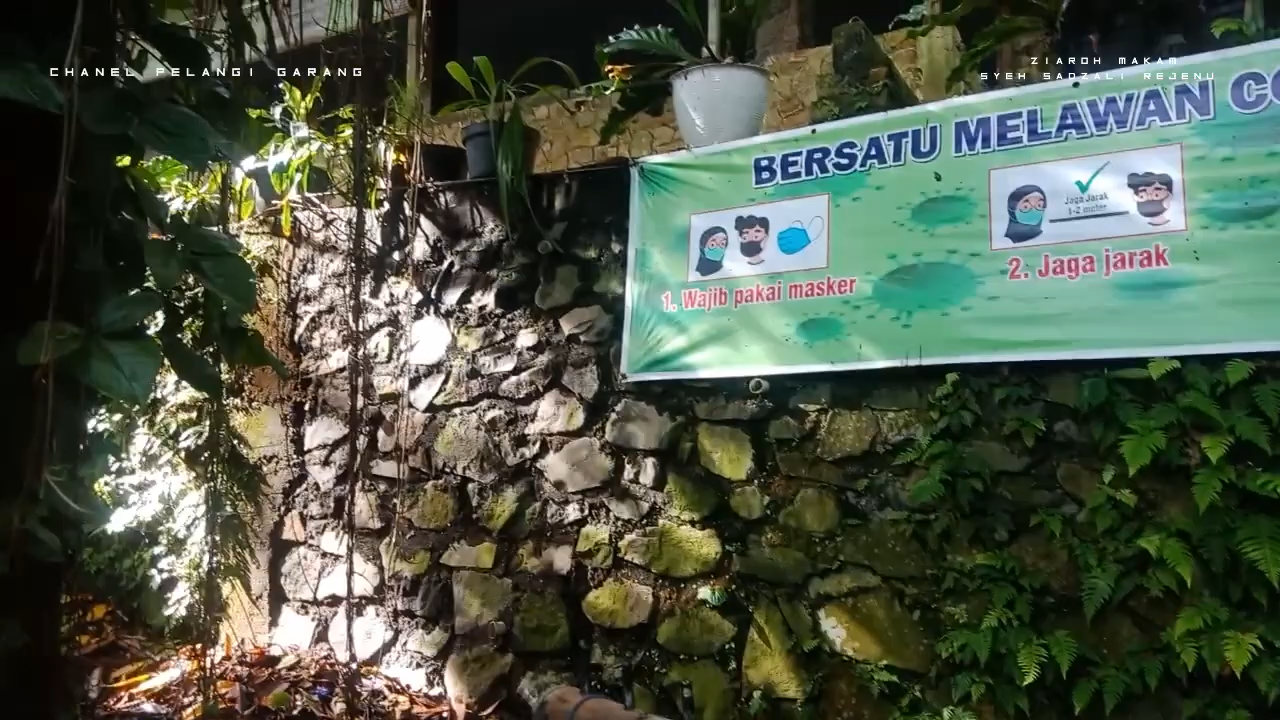 CHANEL PELANGI GARANG
ZIAROH MAKAM
SYEH SADZALI REJENU
BERSATU MELAWAN CO
Jaga Jarak
1-2 meter
1. Wajib pakai masker
2. Jaga jarak